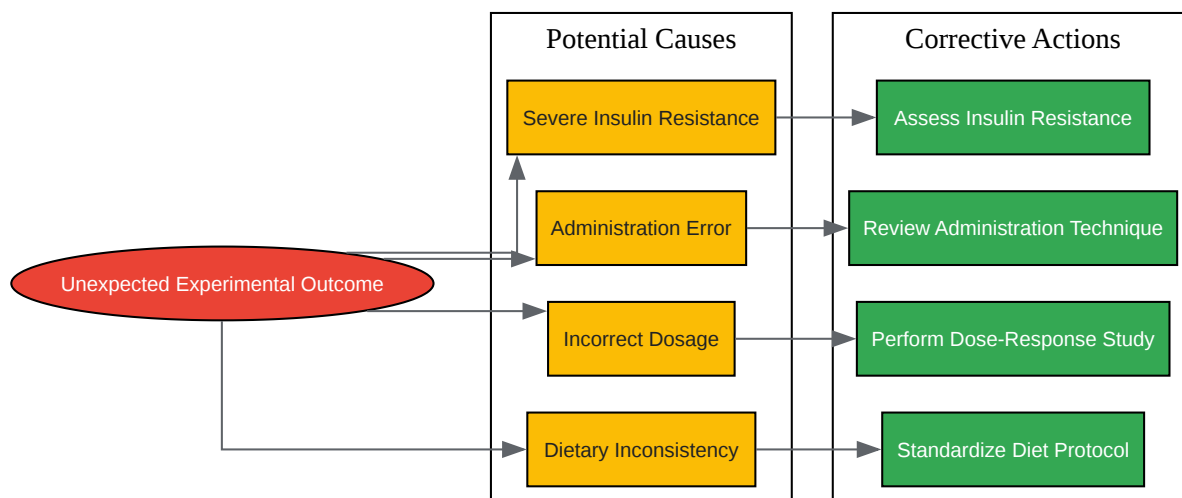 Potential Causes
Corrective Actions
Severe Insulin Resistance
Assess Insulin Resistance
Administration Error
Review Administration Technique
Unexpected Experimental Outcome
Incorrect Dosage
Perform Dose-Response Study
Dietary Inconsistency
Standardize Diet Protocol